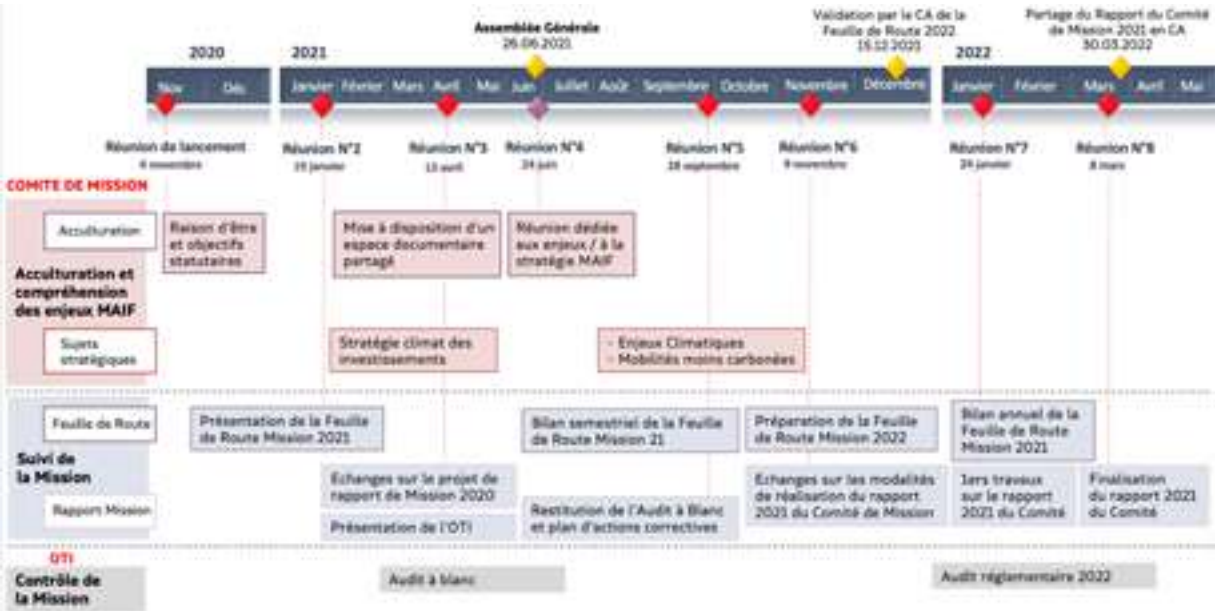 Validation par le CA de la
Feuille de Route 2022
15.12.2021
Partage du Rapport du Comité
de Mission 2021 en CA
30.03.2022
Assemblée Générale
26.06.2021
2020
2021
2022
Nov
Déc
Janvier
Février
Mars
Avril
Mai
Juin
Juillet
Août
Septembre
Octobre
Novembre
Décembre
Janvier
Février
Mars
Avril
Mai
Réunion de lancement
6 novembre
Réunion N°2
Réunion N°3
13 avril
Réunion N°4
24 juin
Réunion N°5
28 septembre
Réunion N°6
9 novembre
Réunion N°7
24 janvier
Réunion N°8
8 mars
COMITE DE MISSION
Acculturation et
compréhension
des enjeux MAIF
Acculturation
Raison d'être
et objectifs
statutaires
Mise à disposition d'un
espace documentaire
partagé
Réunion dédiée
aux enjeux / à la
stratégie MAIF
Sujets
stratégiques
Stratégie climat des
investissements
- Enjeux Climatiques
- Mobilités moins carbonées
Suivi de
la Mission
Feuille de Route
Présentation de la Feuille
de Route Mission 2021
Bilan semestriel de la Feuille
de Route Mission 21
Préparation de la Feuille
de Route Mission 2022
Bilan annuel de la
Feuille de Route
Mission 2021
Rapport Mission
Echanges sur le projet de
rapport de Mission 2020
Présentation de l'OTI
Restitution de l'Audit à Blanc
et plan d'actions correctives
Echanges sur les modalités
de réalisation du rapport
2021 du Comité de Mission
1ers travaux
sur le rapport
2021 du Comité
Finalisation
du rapport 2021
du Comité
OTI
Contrôle de
la Mission
Audit à blanc
Audit réglementaire 2022